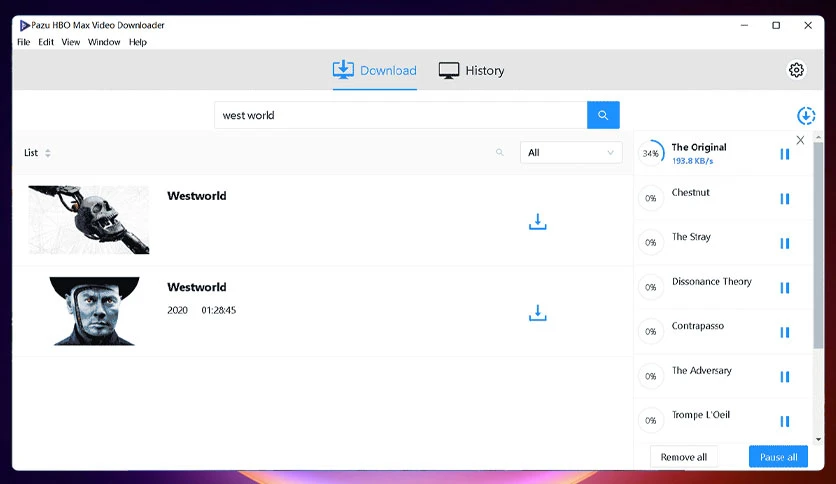 Pazu HBO Max Video Downloader
File Edit View Window Help
Download History
west world
List All
Westworld
Westworld
2020 01:28:45
34% The Original
193.8 KB/s
0% Chestnut
0% The Stray
0% Dissonance Theory
0% Contrapasso
0% The Adversary
0% Trompe L'Oeil
Remove all Pause all